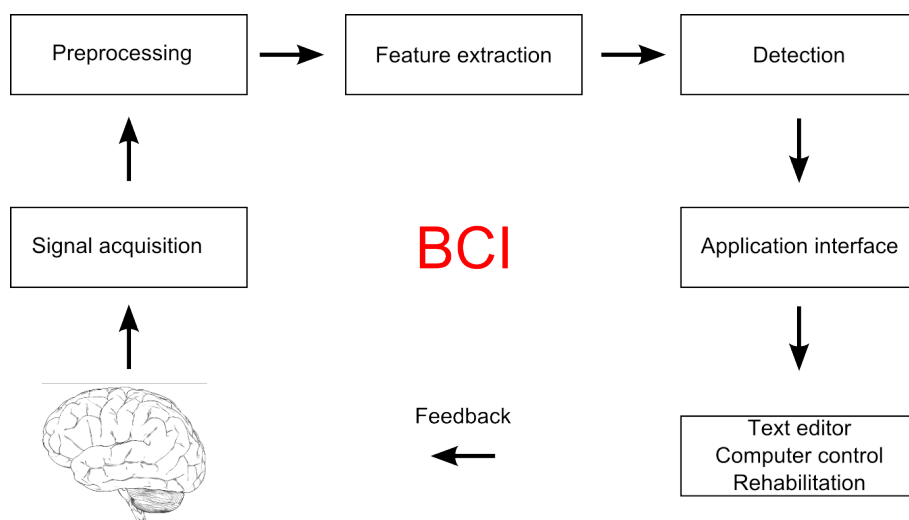 Preprocessing
Feature extraction
Detection
Signal acquisition
BCI
Application interface
Feedback
Text editor
Computer control
Rehabilitation